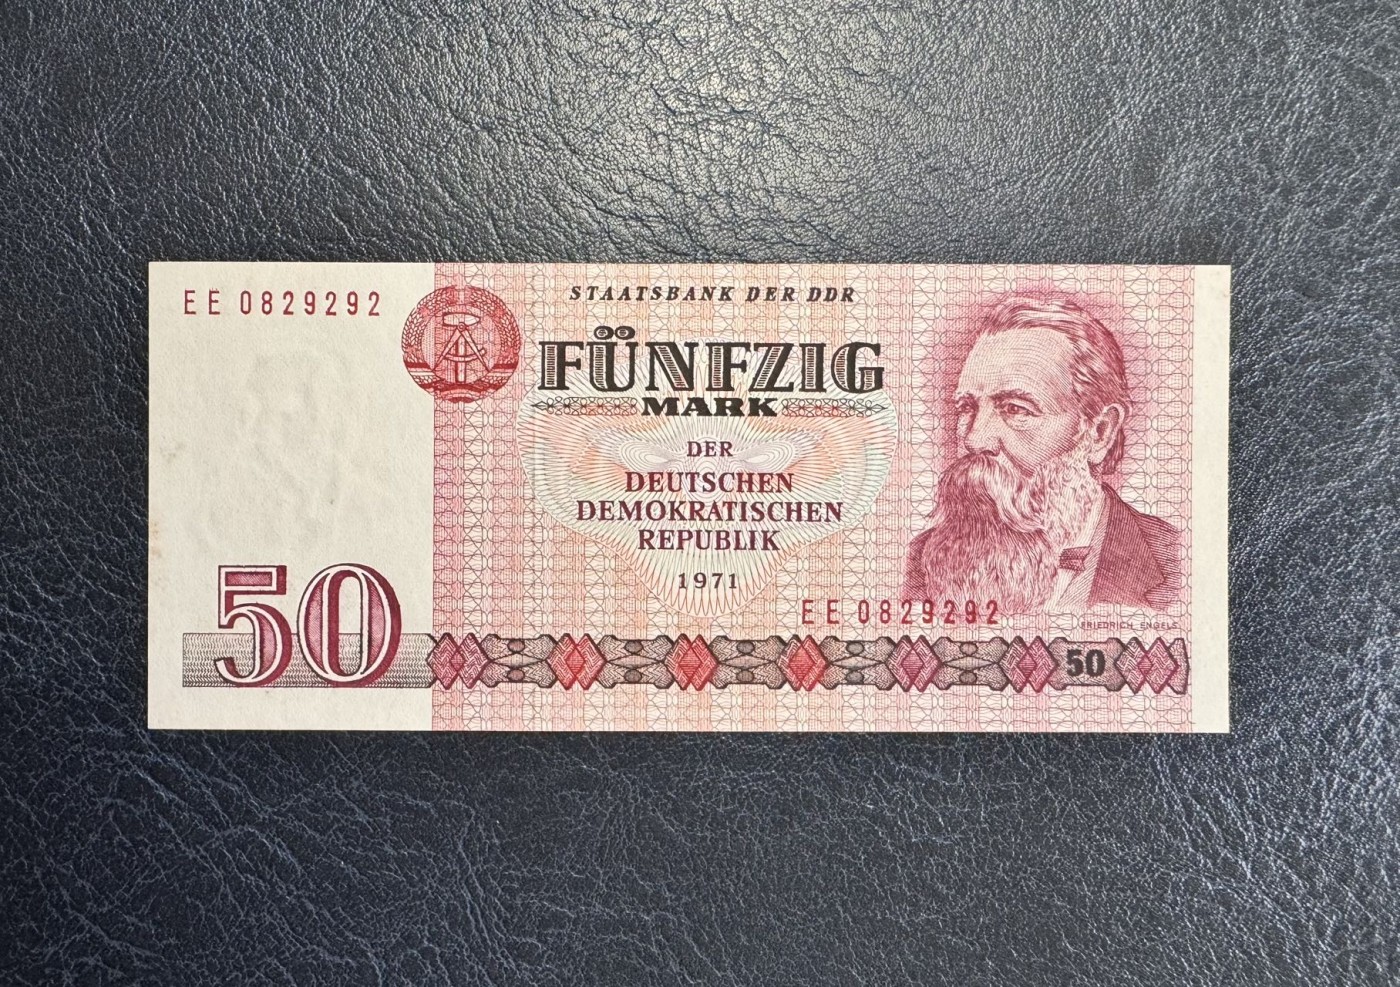 EE 0829292
STAATSBANK DER DDR
FÜNFZIG
MARK
DER
DEUTSCHEN
DEMOKRATISCHEN
REPUBLIK
1971
EE 0829292
FRIEDRICH ENGELS
50
50